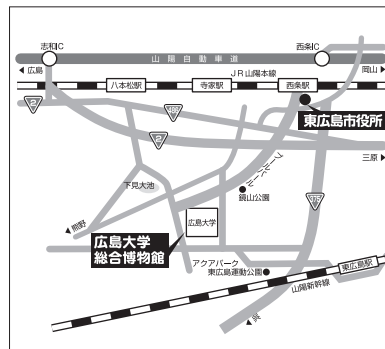 志和IC
西条IC
山陽自動車道
広島
岡山
JR山陽本線
八本松駅
寺家駅
西条駅
2
486
2
東広島市役所
三原
ブールバール
下見大池
鏡山公園
375
熊野
広島大学
広島大学
総合博物館
アクアパーク
東広島運動公園
東広島駅
山陽新幹線
呉